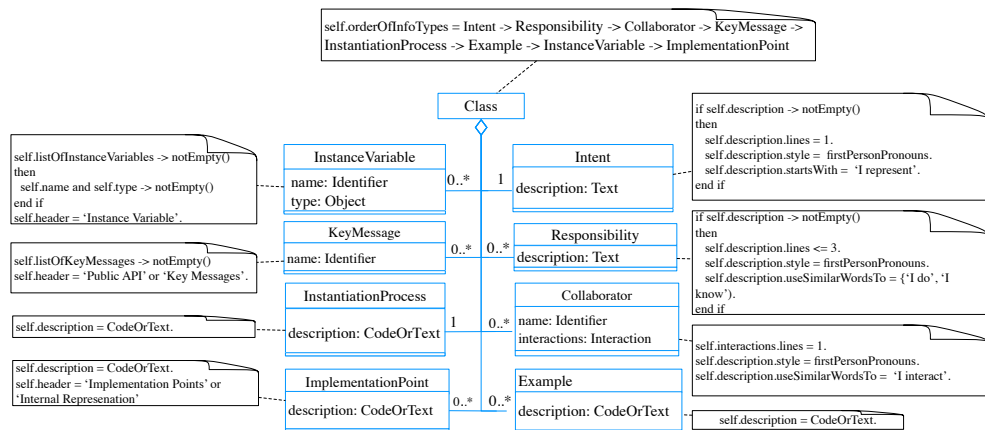 self.orderOfInfoTypes = Intent -> Responsibility -> Collaborator -> KeyMessage ->
InstantiationProcess -> Example -> InstanceVariable -> ImplementationPoint
Class
self.listOfInstanceVariables -> notEmpty()
then
self.name and self.type -> notEmpty()
end if
self.header = ‘Instance Variable’.
InstanceVariable
name: Identifier
type: Object
0..*
1
Intent
description: Text
if self.description -> notEmpty()
then
self.description.lines = 1.
self.description.style = firstPersonPronouns.
self.description.startsWith = ‘I represent’.
end if
self.listOfKeyMessages -> notEmpty()
self.header = ‘Public API’ or ‘Key Messages’.
KeyMessage
name: Identifier
0..*
0..*
Responsibility
description: Text
if self.description -> notEmpty()
then
self.description.lines <= 3.
self.description.style = firstPersonPronouns.
self.description.useSimilarWordsTo = {‘I do’, ‘I
know’).
end if
self.description = CodeOrText.
InstantiationProcess
description: CodeOrText
1
0..*
Collaborator
name: Identifier
interactions: Interaction
self.interactions.lines = 1.
self.description.style = firstPersonPronouns.
self.description.useSimilarWordsTo = ‘I interact’.
self.description = CodeOrText.
self.header = ‘Implementation Points’ or
‘Internal Represenation’
ImplementationPoint
description: CodeOrText
0..*
0..*
Example
description: CodeOrText
self.description = CodeOrText.